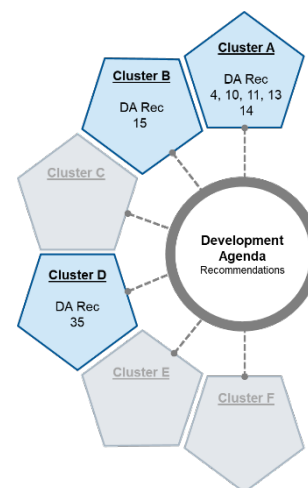 Cluster A
DA Rec
4, 10, 11, 13
14
Cluster B
DA Rec
15
Cluster C
Development
Agenda
Recommendations
Cluster D
DA Rec
35
Cluster E
Cluster F